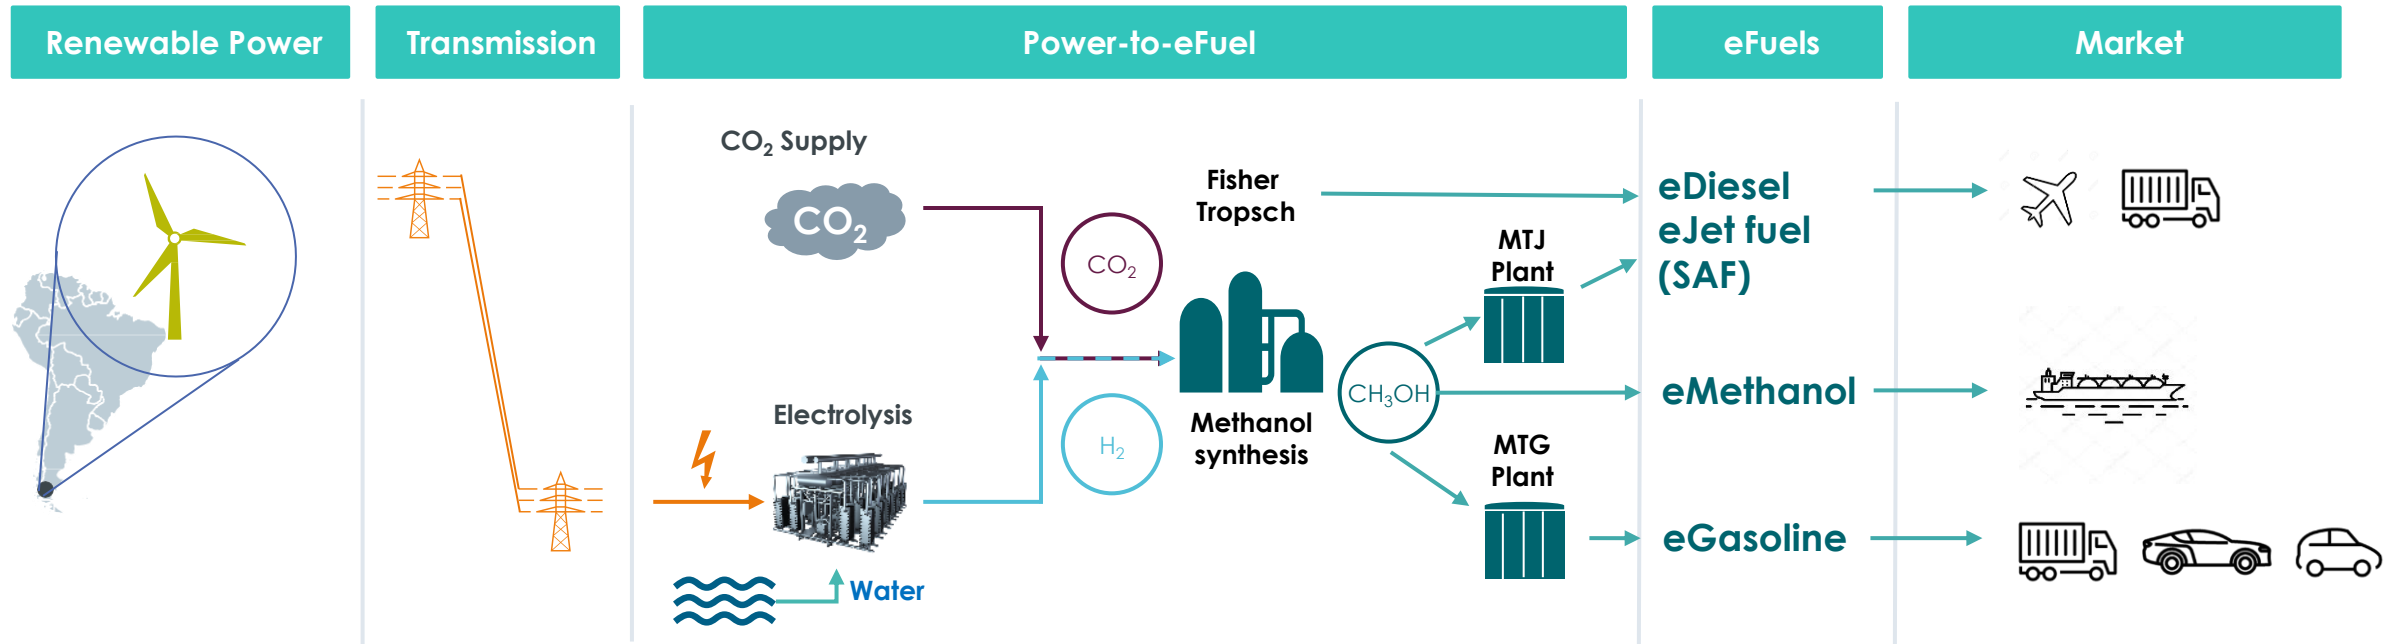 Renewable Power
Transmission
Power-to-eFuel
eFuels
Market
CO₂ Supply
CO₂
Electrolysis
Water
CO₂
H₂
Fisher
Tropsch
Methanol
synthesis
CH₃OH
MTJ
Plant
MTG
Plant
eDiesel
eJet fuel
(SAF)
eMethanol
eGasoline